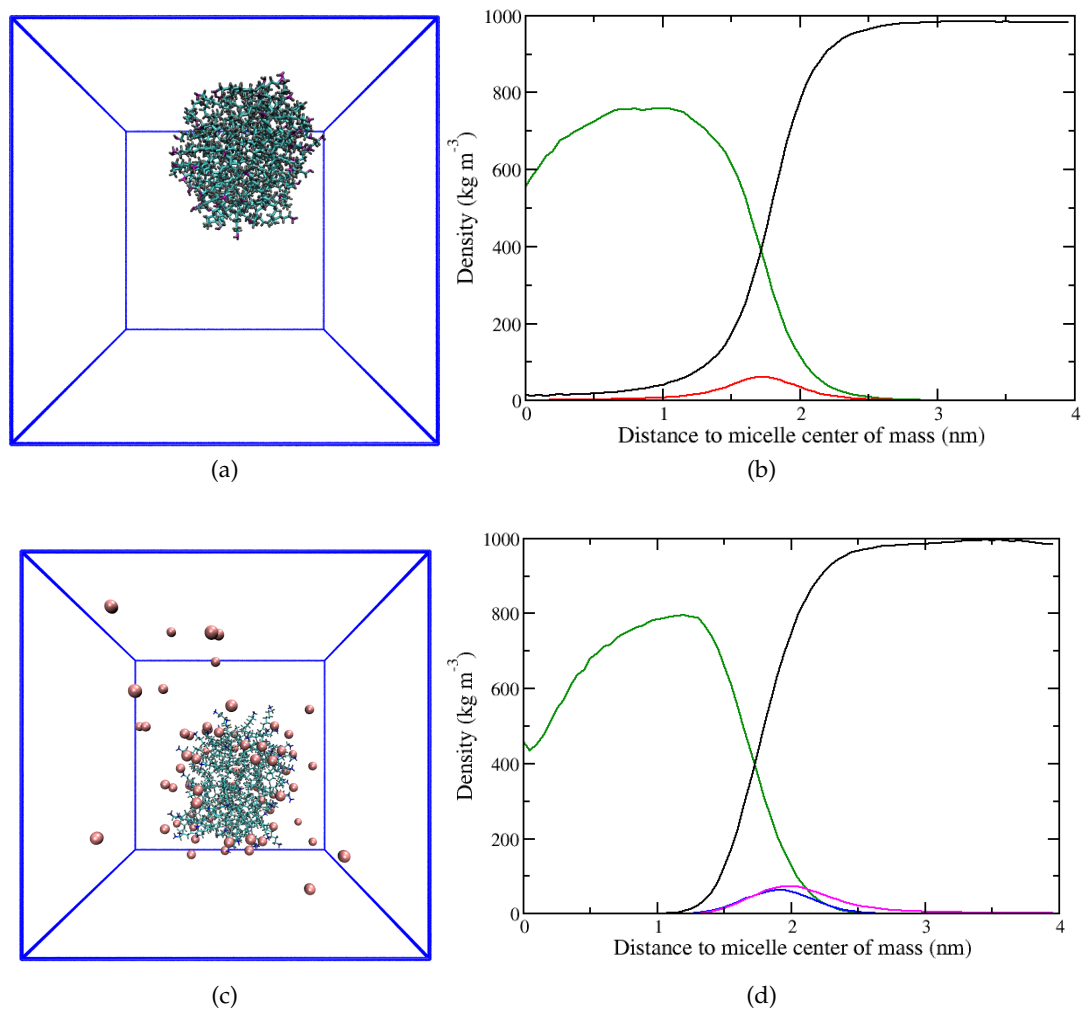 1000
800
600
400
200
0
Density (kg m⁻³)
0
1
2
3
4
Distance to micelle center of mass (nm)
(a)
(b)
1000
800
600
400
200
0
Density (kg m⁻³)
0
1
2
3
4
Distance to micelle center of mass (nm)
(c)
(d)